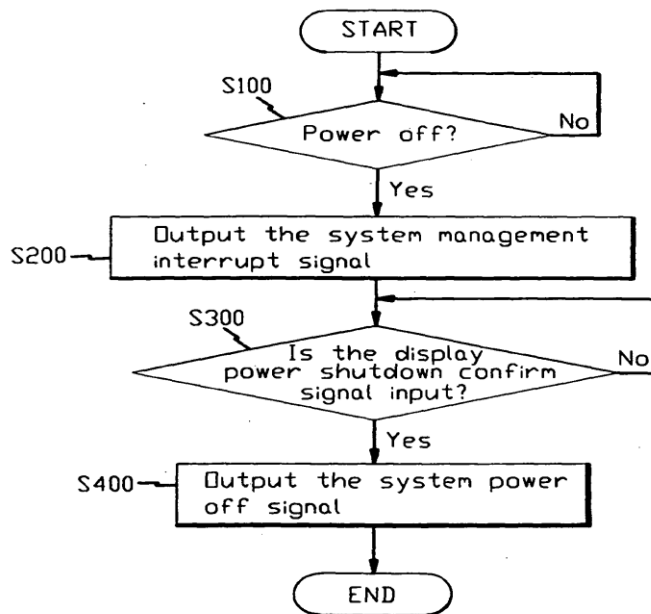 START
S100
Power off?
No
Yes
S200
Output the system management
interrupt signal
S300
Is the display
power shutdown confirm
signal input?
No
Yes
S400
Output the system power
off signal
END